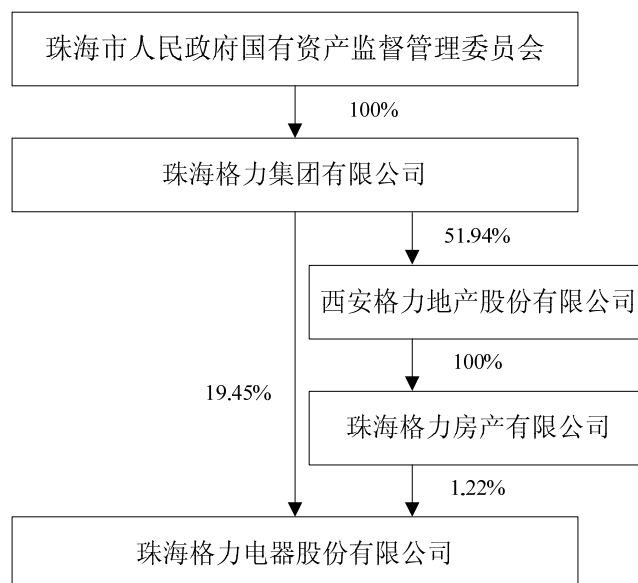 珠海市人民政府国有资产监督管理委员会
100%
珠海格力集团有限公司
51.94%
西安格力地产股份有限公司
100%
19.45%
珠海格力房产有限公司
1.22%
珠海格力电器股份有限公司